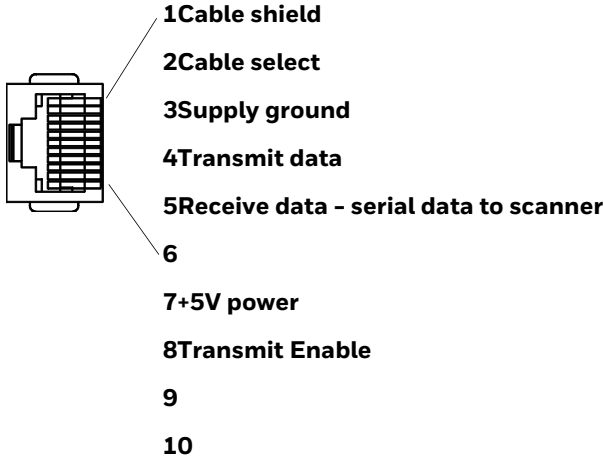 1Cable shield
2Cable select
3Supply ground
4Transmit data
5Receive data - serial data to scanner
6
7+5V power
8Transmit Enable
9
10